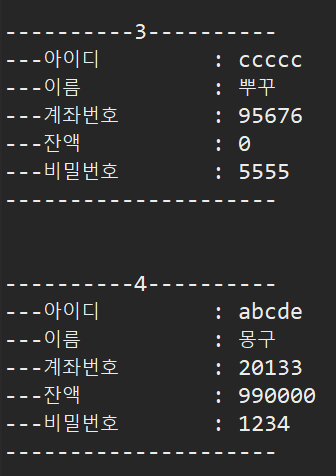 ----------3----------
---아이디 : ccccc
---이름 : 뿌꾸
---계좌번호 : 95676
---잔액 : 0
---비밀번호 : 5555
---------------------
----------4----------
---아이디 : abcde
---이름 : 몽구
---계좌번호 : 20133
---잔액 : 990000
---비밀번호 : 1234
---------------------